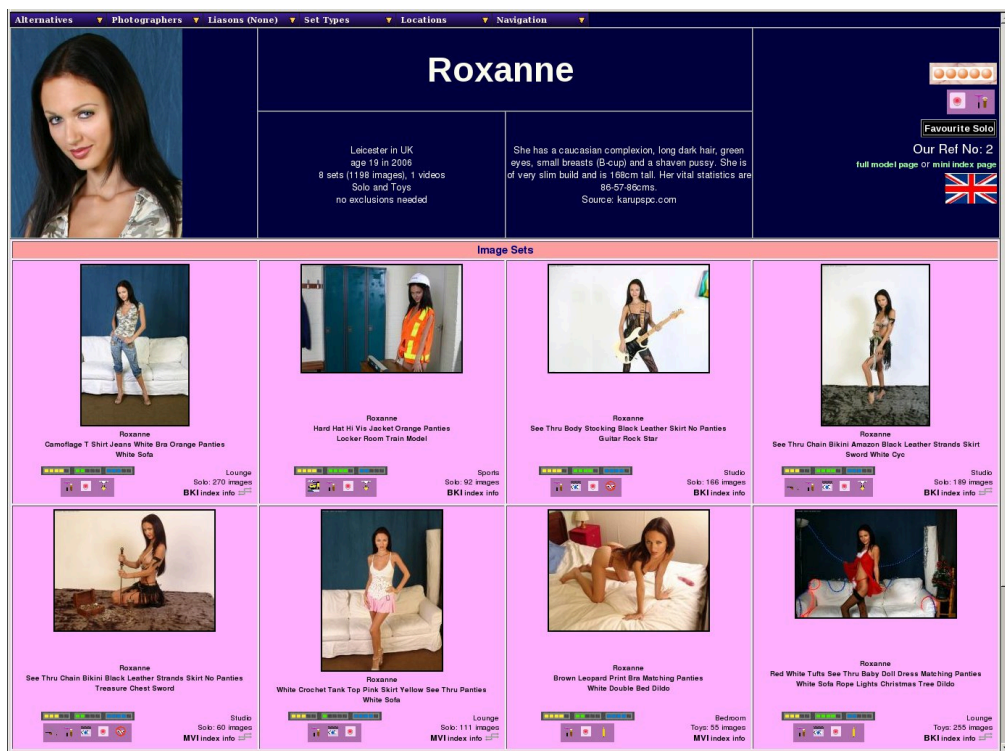 Alternatives Photographers Liasons (None) Set Types Locations Navigation
Roxanne
Leicester in UK
age 19 in 2006
8 sets (1198 images), 1 videos
Solo and Toys
no exclusions needed
She has a caucasian complexion, long dark hair, green
eyes, small breasts (B-cup) and a shaven pussy. She is
of very slim build and is 168cm tall. Her vital statistics are
86-57-86cms.
Source: karupspc.com
Favourite Solo
Our Ref No: 2
full model page or mini index page
Image Sets
Roxanne
Camoflage T Shirt Jeans White Bra Orange Panties
White Sofa
Lounge
Solo: 270 images
BKI index info
Roxanne
Hard Hat Hi Vis Jacket Orange Panties
Locker Room Train Model
Sports
Solo: 92 images
BKI index info
Roxanne
See Thru Body Stocking Black Leather Skirt No Panties
Guitar Rock Star
Studio
Solo: 166 images
BKI index info
Roxanne
See Thru Chain Bikini Amazon Black Leather Strands Skirt
Sword White Cyc
Studio
Solo: 189 images
BKI index info
Roxanne
See Thru Chain Bikini Black Leather Strands Skirt No Panties
Treasure Chest Sword
Studio
Solo: 60 images
MVI index info
Roxanne
White Crochet Tank Top Pink Skirt Yellow See Thru Panties
White Sofa
Lounge
Solo: 111 images
MVI index info
Roxanne
Brown Leopard Print Bra Matching Panties
White Double Bed Dildo
Bedroom
Toys: 55 images
MVI index info
Roxanne
Red White Tufts See Thru Baby Doll Dress Matching Panties
White Sofa Rope Lights Christmas Tree Dildo
Lounge
Toys: 255 images
BKI index info